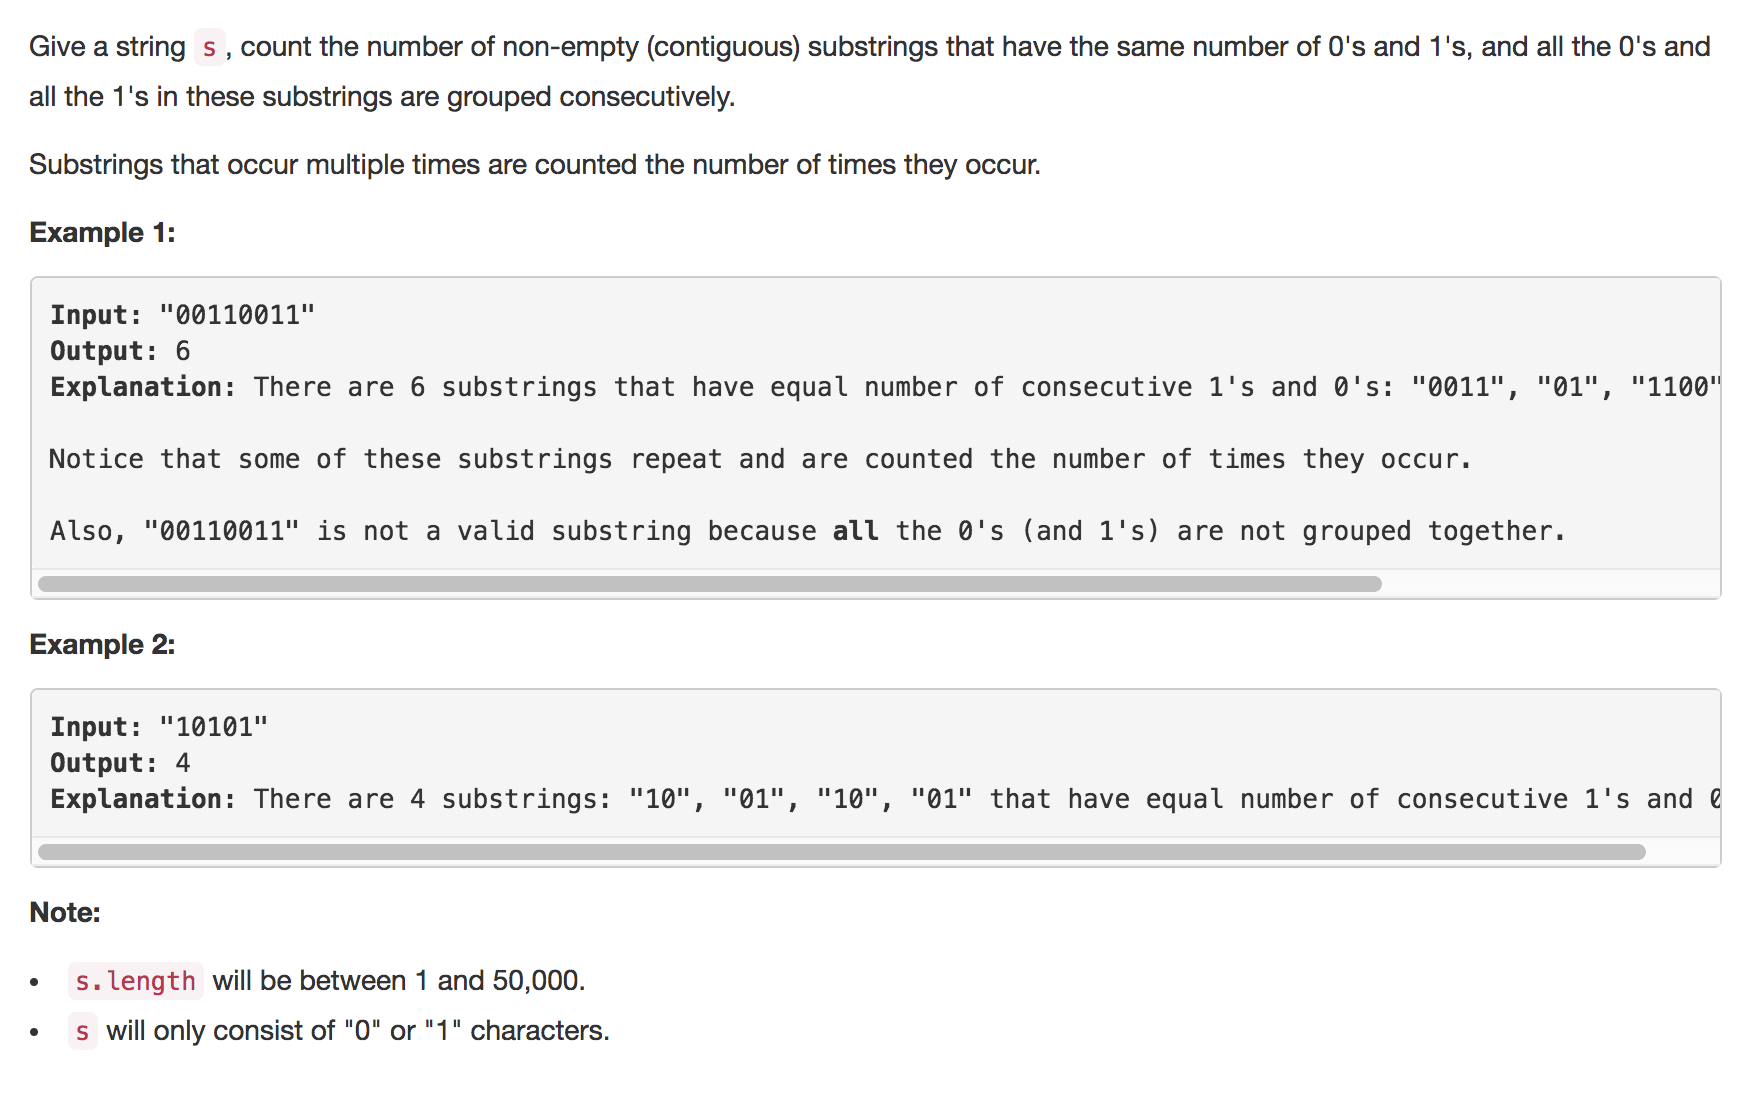 Give a string s, count the number of non-empty (contiguous) substrings that have the same number of 0's and 1's, and all the 0's and
all the 1's in these substrings are grouped consecutively.
Substrings that occur multiple times are counted the number of times they occur.
Example 1:
Input: "00110011"
Output: 6
Explanation: There are 6 substrings that have equal number of consecutive 1's and 0's: "0011", "01", "1100"
Notice that some of these substrings repeat and are counted the number of times they occur.
Also, "00110011" is not a valid substring because all the 0's (and 1's) are not grouped together.
Example 2:
Input: "10101"
Output: 4
Explanation: There are 4 substrings: "10", "01", "10", "01" that have equal number of consecutive 1's and 0
Note:
• s.length will be between 1 and 50,000.
• s will only consist of "0" or "1" characters.